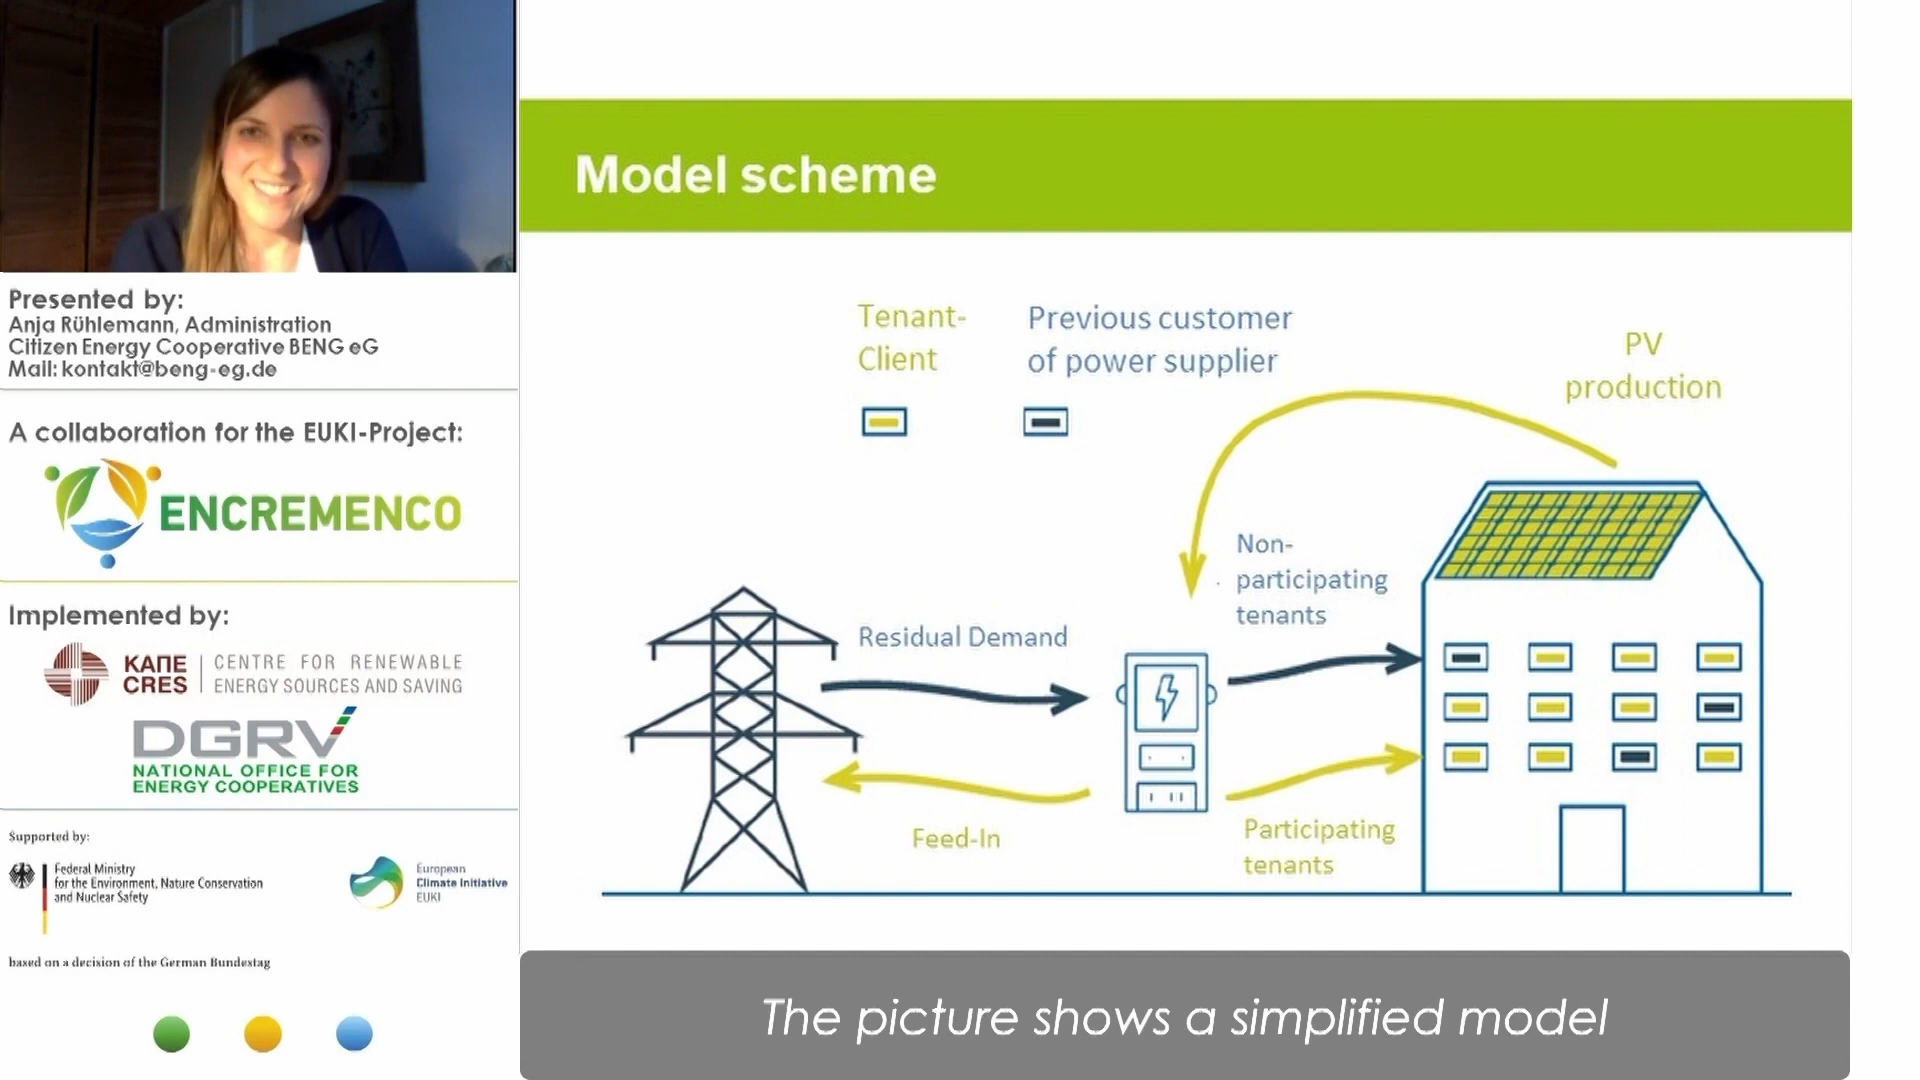 Presented by:
Anja Rühlemann, Administration
Citizen Energy Cooperative BENG eG
Mail: kontakt@beng-eg.de
A collaboration for the EUKI-Project:
ENCREMENCO
Implemented by:
ΚΑΠΕ
CRES
CENTRE FOR RENEWABLE
ENERGY SOURCES AND SAVING
DGRV
NATIONAL OFFICE FOR
ENERGY COOPERATIVES
Supported by:
Federal Ministry
for the Environment, Nature Conservation
and Nuclear Safety
European
Climate Initiative
EUKI
based on a decision of the German Bundestag
Model scheme
Tenant-
Client
Previous customer
of power supplier
PV
production
Non-
participating
tenants
Residual Demand
Feed-In
Participating
tenants
The picture shows a simplified model